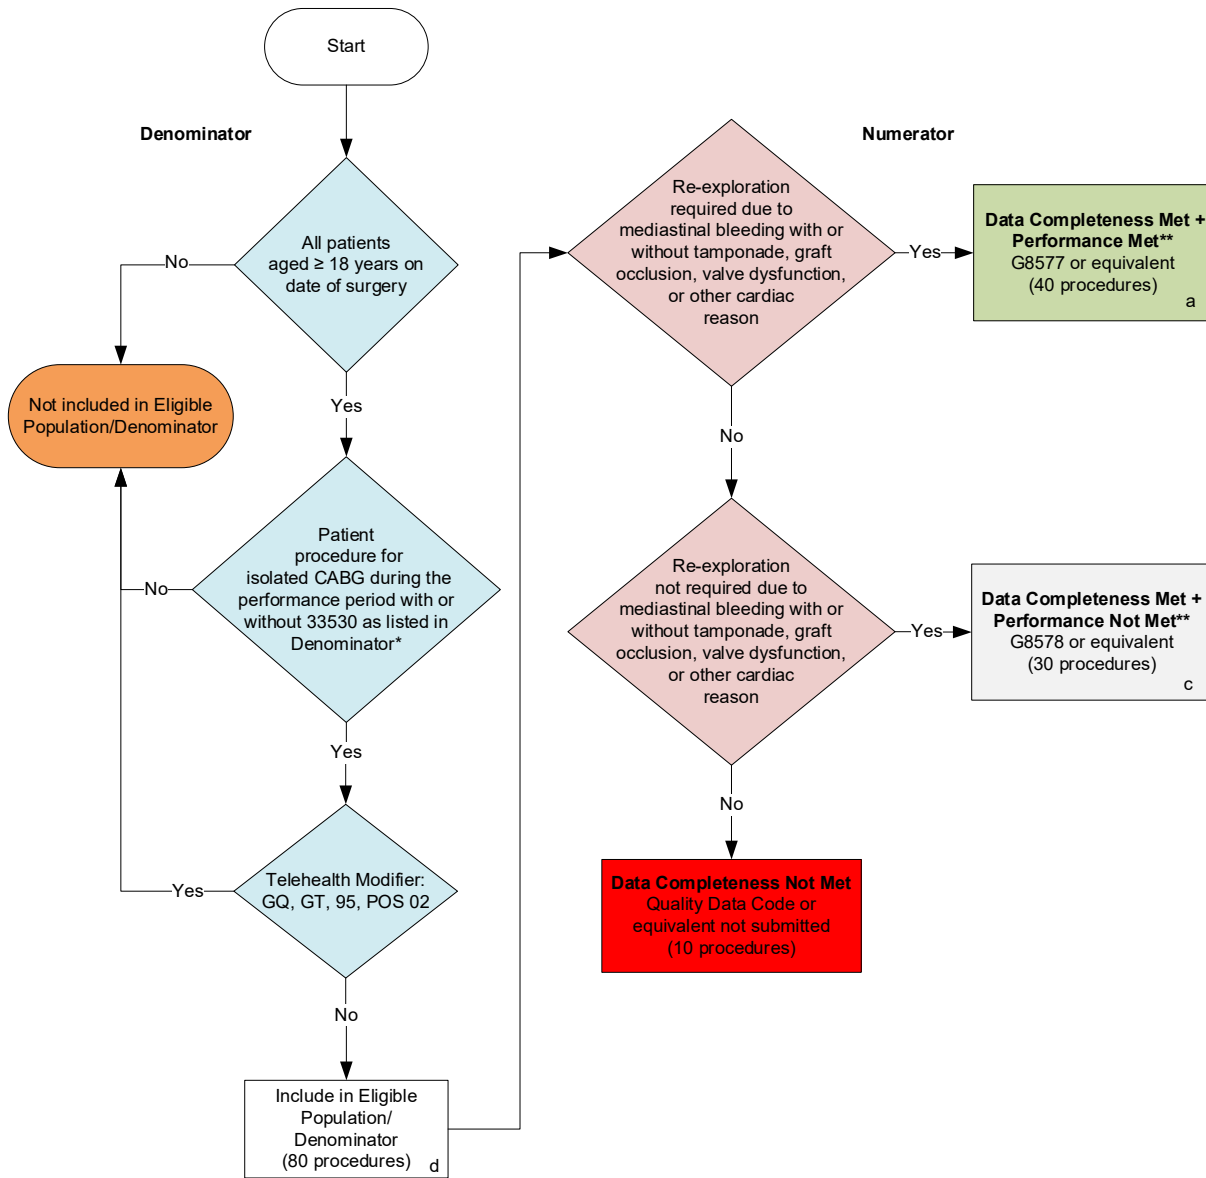 Start
Denominator
All patients
aged ≥ 18 years on
date of surgery
No
Not included in Eligible
Population/Denominator
Yes
Patient
procedure for
isolated CABG during the
performance period with or
without 33530 as listed in
Denominator*
No
Yes
Telehealth Modifier:
GQ, GT, 95, POS 02
Yes
No
Include in Eligible
Population/
Denominator
(80 procedures)
d
Numerator
Re-exploration
required due to
mediastinal bleeding with or
without tamponade, graft
occlusion, valve dysfunction,
or other cardiac
reason
Yes
Data Completeness Met +
Performance Met**
G8577 or equivalent
(40 procedures)
a
No
Re-exploration
not required due to
mediastinal bleeding with or
without tamponade, graft
occlusion, valve dysfunction,
or other cardiac
reason
Yes
Data Completeness Met +
Performance Not Met**
G8578 or equivalent
(30 procedures)
c
No
Data Completeness Not Met
Quality Data Code or
equivalent not submitted
(10 procedures)